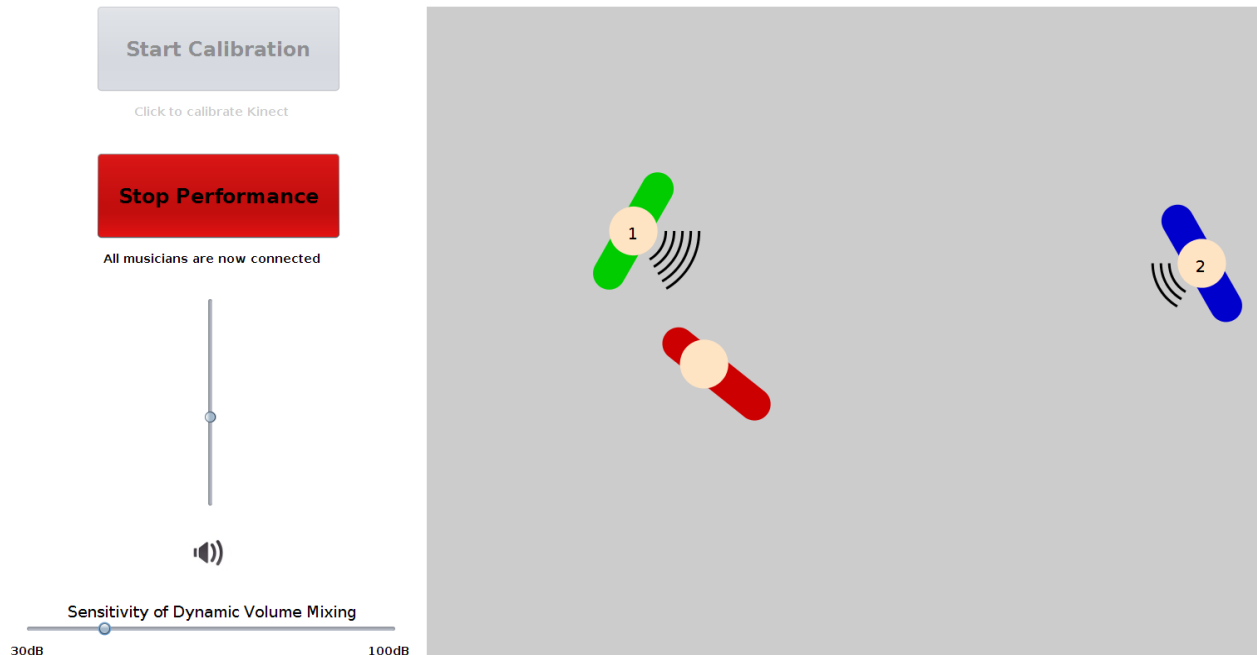 Start Calibration
Click to calibrate Kinect
Stop Performance
All musicians are now connected
Sensitivity of Dynamic Volume Mixing
30dB 100dB
1
2